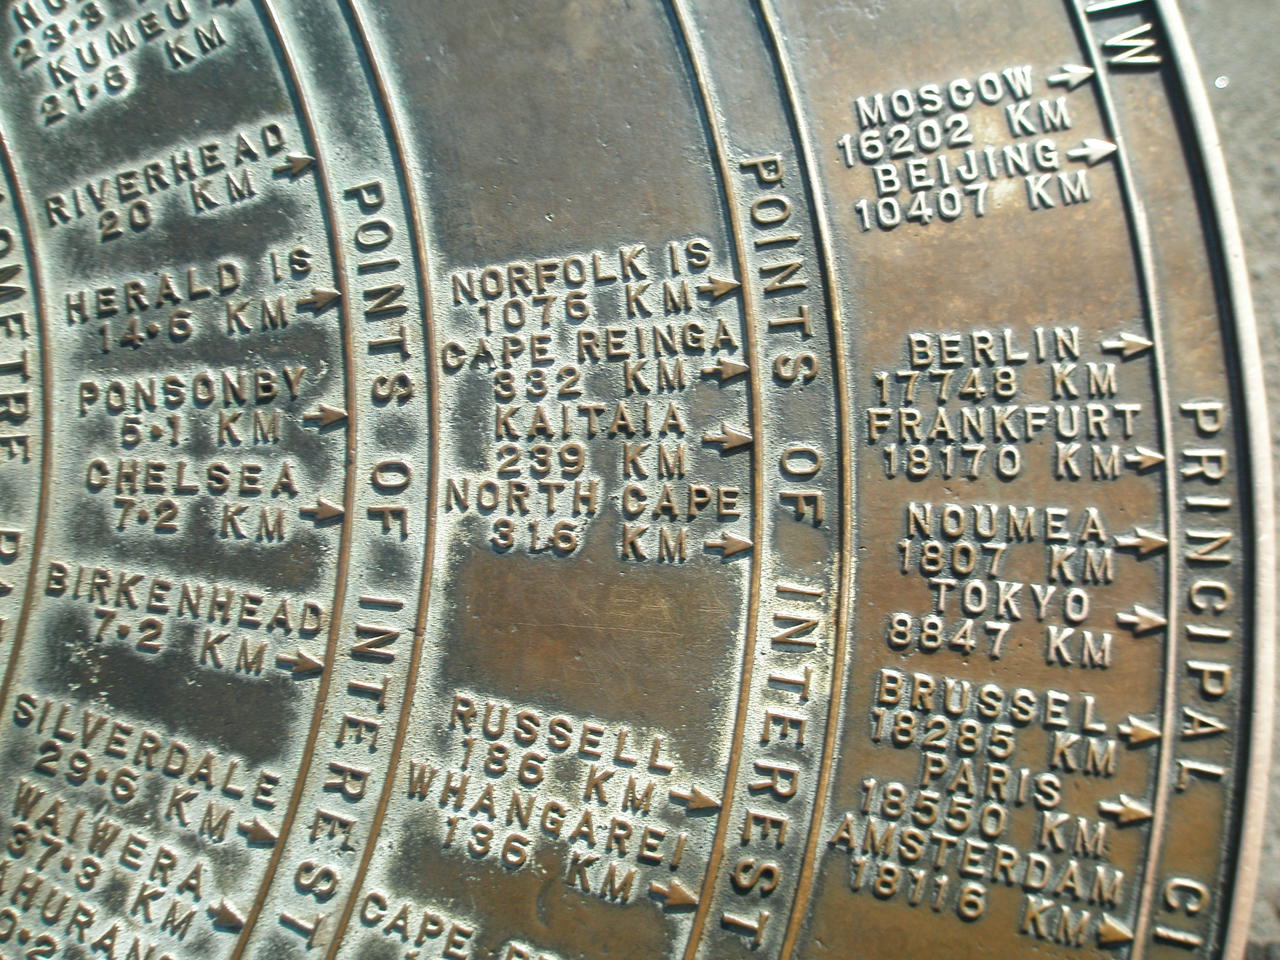 KUMEU
21·6 KM
RIVERHEAD
20 KM
HERALD IS
14·6 KM
PONSONBY
5·1 KM
CHELSEA
7·2 KM
BIRKENHEAD
7·2 KM
SILVERDALE
29·6 KM
WAIWERA
37·3 KM
POINTS OF INTEREST
NORFOLK IS
1076 KM
CAPE REINGA
332 KM
KAITAIA
239 KM
NORTH CAPE
316 KM
RUSSELL
186 KM
WHANGAREI
136 KM
CAPE
POINTS OF INTEREST
MOSCOW
16202 KM
BEIJING
10407 KM
BERLIN
17748 KM
FRANKFURT
18170 KM
NOUMEA
1807 KM
TOKYO
8847 KM
BRUSSEL
18285 KM
PARIS
18550 KM
AMSTERDAM
18116 KM
PRINCIPAL CI